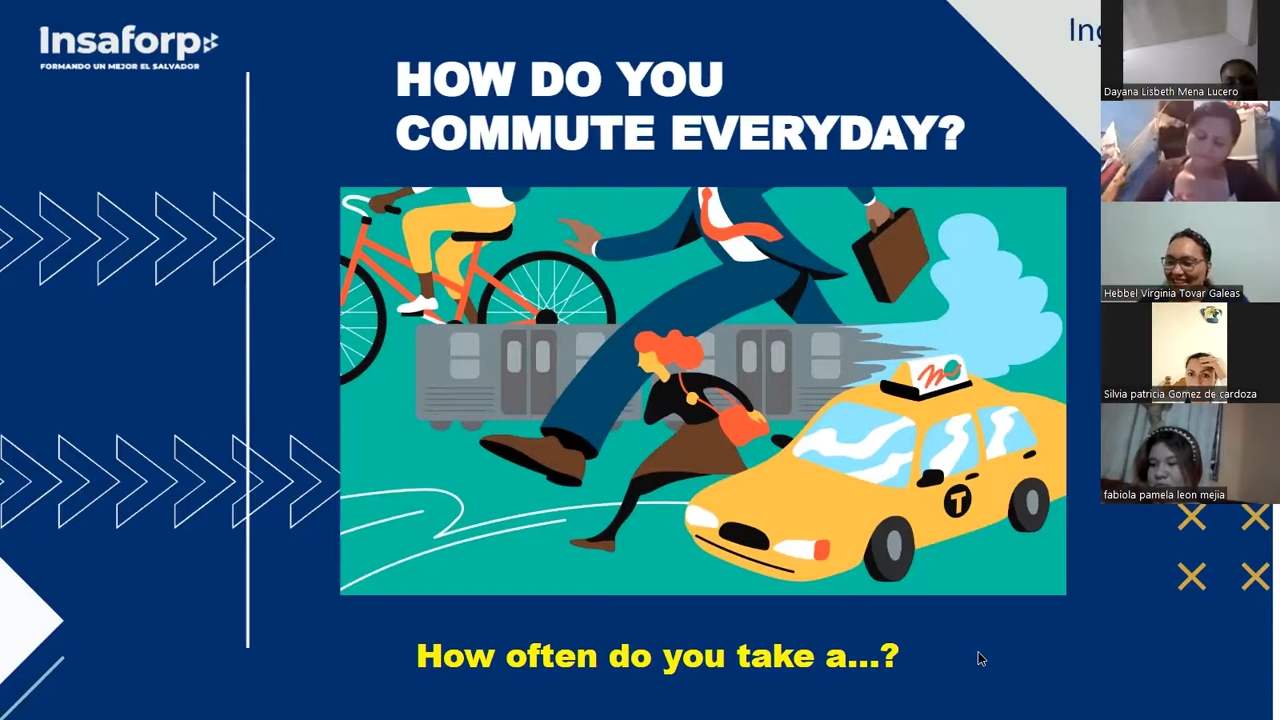 Insaforp
FORMANDO UN MEJOR EL SALVADOR
HOW DO YOU
COMMUTE EVERYDAY?
T
How often do you take a...?
Dayana Lisbeth Mena Lucero
Hebbel Virginia Tovar Galeas
Silvia patricia Gomez de cardoza
fabiola pamela leon mejia